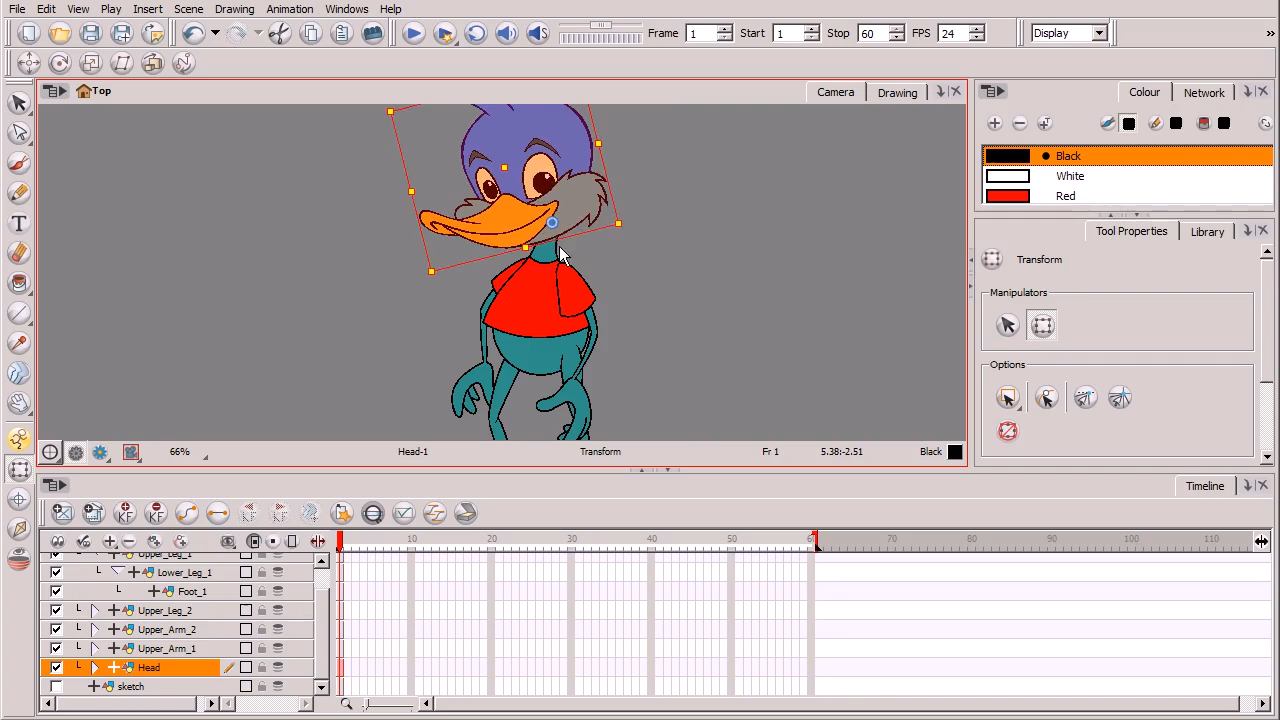 File Edit View Play Insert Scene Drawing Animation Windows Help
Frame 1 Start 1 Stop 60 FPS 24 Display »
Top Camera Drawing
Colour Network
Black
White
Red
Tool Properties Library
Transform
Manipulators
Options
66% Head-1 Transform Fr 1 5.38:-2.51 Black
Timeline
10 20 30 40 50 70 80 90 100 110
Upper_Leg_1
Lower_Leg_1
Foot_1
Upper_Leg_2
Upper_Arm_2
Upper_Arm_1
Head
sketch